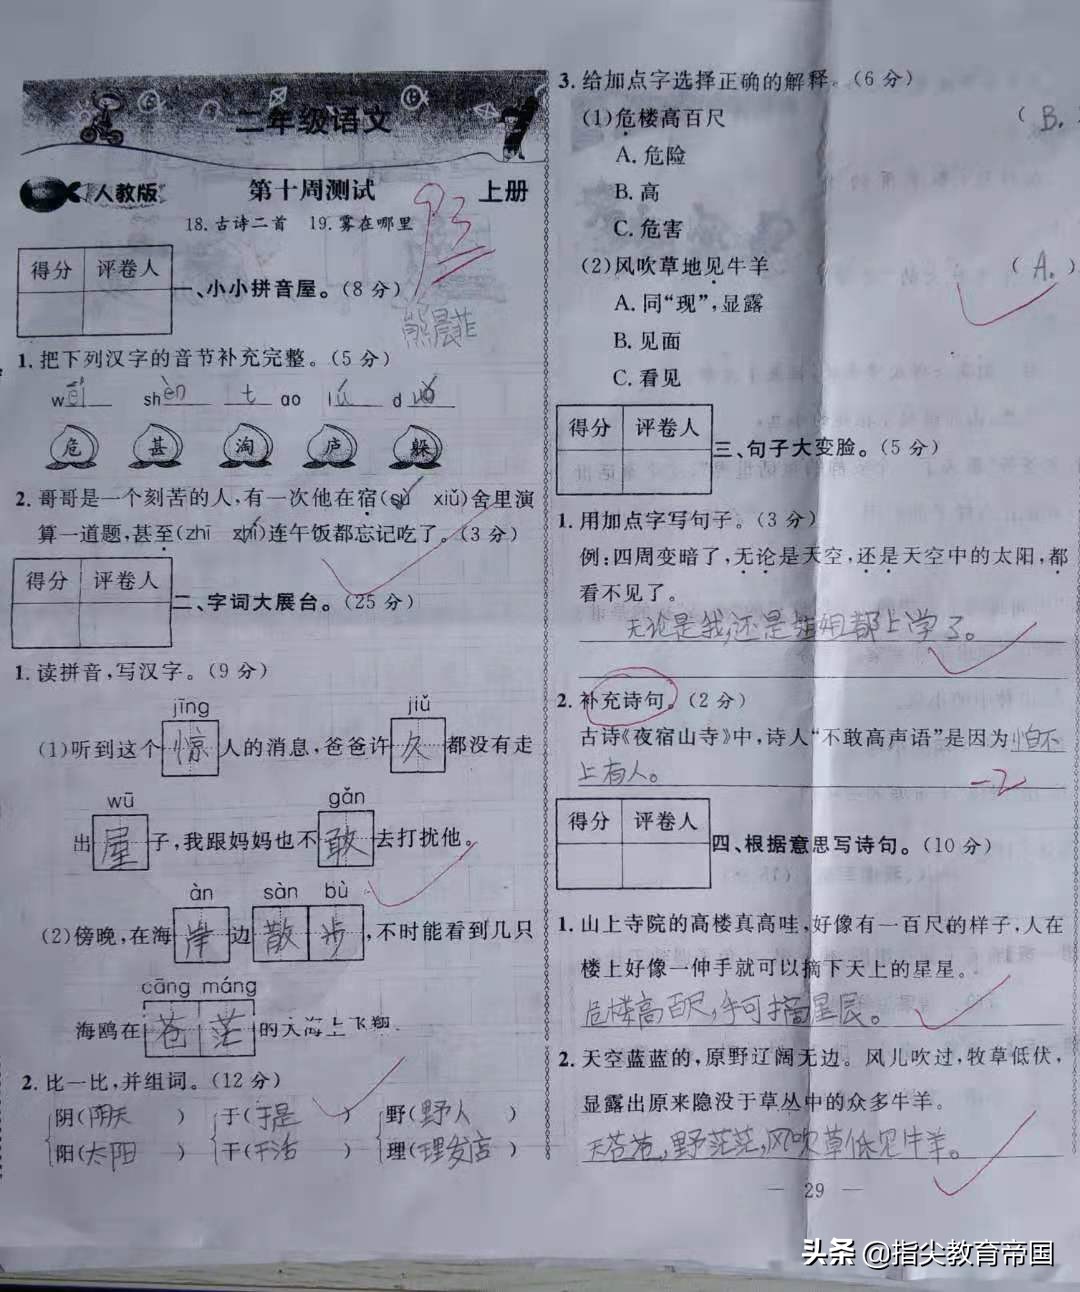 二年级语文
人教版 第十周测试 上册
18.古诗二首 19.雾在哪里
93
得分 评卷人
一、小小拼音屋。(8分)
熊晨菲
1.把下列汉字的音节补充完整。(5分)
wēi shèn t ao lú d uǒ
危 甚 淘 庐 躲
2.哥哥是一个刻苦的人,有一次他在宿(sù xiǔ)舍里演
算一道题,甚至(zhī zhì)连午饭都忘记吃了。(3分)
得分 评卷人
二、字词大展台。(25分)
1.读拼音,写汉字。(9分)
jīng jiǔ
(1)听到这个惊人的消息,爸爸许久都没有走
wū gǎn
出屋子,我跟妈妈也不敢去打扰他。
àn sàn bù
(2)傍晚,在海岸边散步,不时能看到几只
cāng máng
海鸥在苍茫的大海上飞翔.
2.比一比,并组词。(12分)
阴(阴天) 于(于是) 野(野人)
阳(太阳) 干(干活) 理(理发店)
3.给加点字选择正确的解释。(6分)
(1)危楼高百尺 (B.
A.危险
B.高
C.危害
(2)风吹草地见牛羊 (A.)
A.同“现”,显露
B.见面
C.看见
得分 评卷人
三、句子大变脸。(5分)
1.用加点字写句子。(3分)
例:四周变暗了,无论是天空,还是天空中的太阳,都
看不见了。
无论是我,还是姐姐都上学了。
2.补充诗句。(2分)
古诗《夜宿山寺》中,诗人“不敢高声语”是因为怕不
上有人。
-2
得分 评卷人
四、根据意思写诗句。(10分)
1.山上寺院的高楼真高哇,好像有一百尺的样子,人在
楼上好像一伸手就可以摘下天上的星星。
危楼高百尺,手可摘星辰。
2.天空蓝蓝的,原野辽阔无边。风儿吹过,牧草低伏,
显露出原来隐没于草丛中的众多牛羊。
天苍苍,野茫茫,风吹草低见牛羊。
— 29 —
头条 @指尖教育帝国